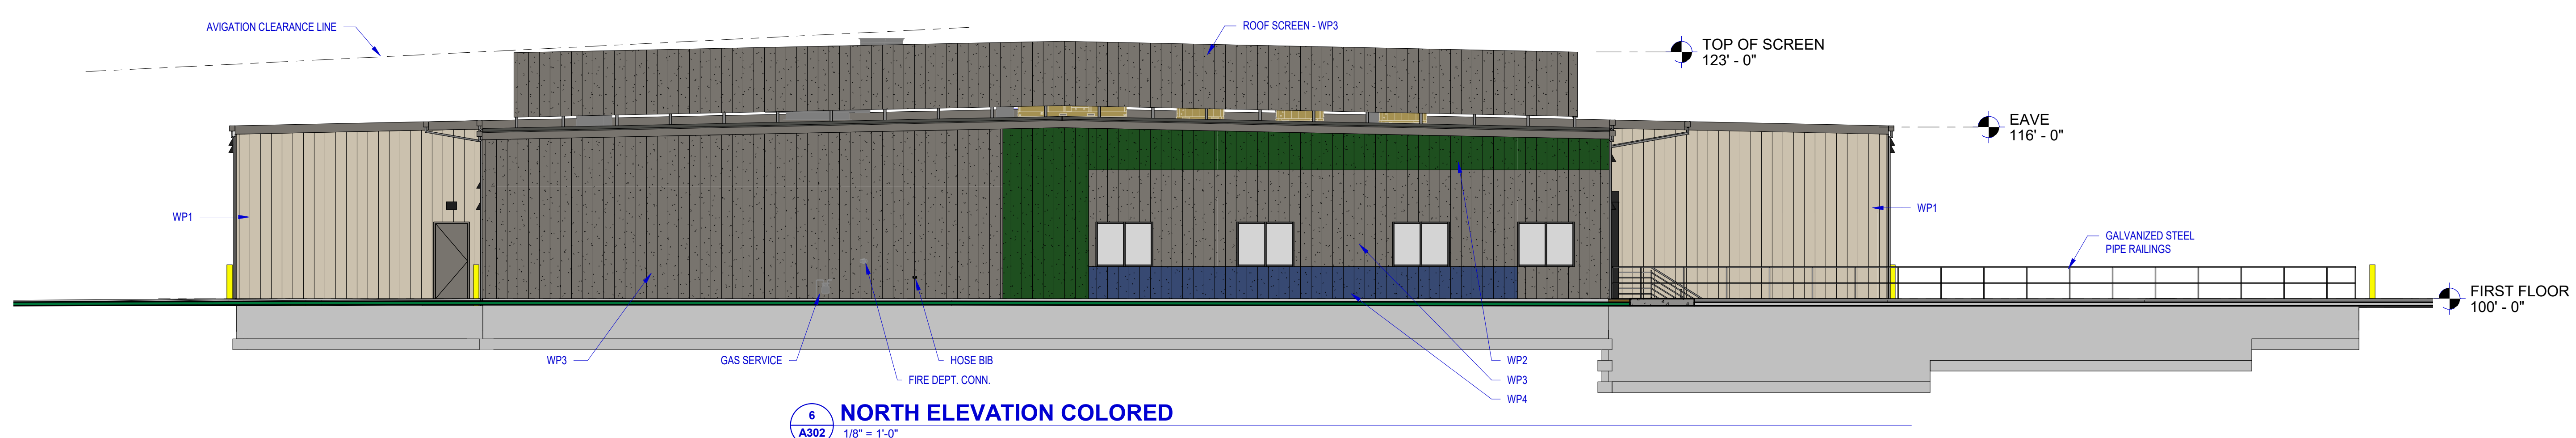 AVIGATION CLEARANCE LINE
ROOF SCREEN - WP3
TOP OF SCREEN
123' - 0"
EAVE
116' - 0"
WP1
WP1
GALVANIZED STEEL
PIPE RAILINGS
FIRST FLOOR
100' - 0"
WP3
GAS SERVICE
HOSE BIB
FIRE DEPT. CONN.
WP2
WP3
WP4
6
A302
NORTH ELEVATION COLORED
1/8" = 1'-0"